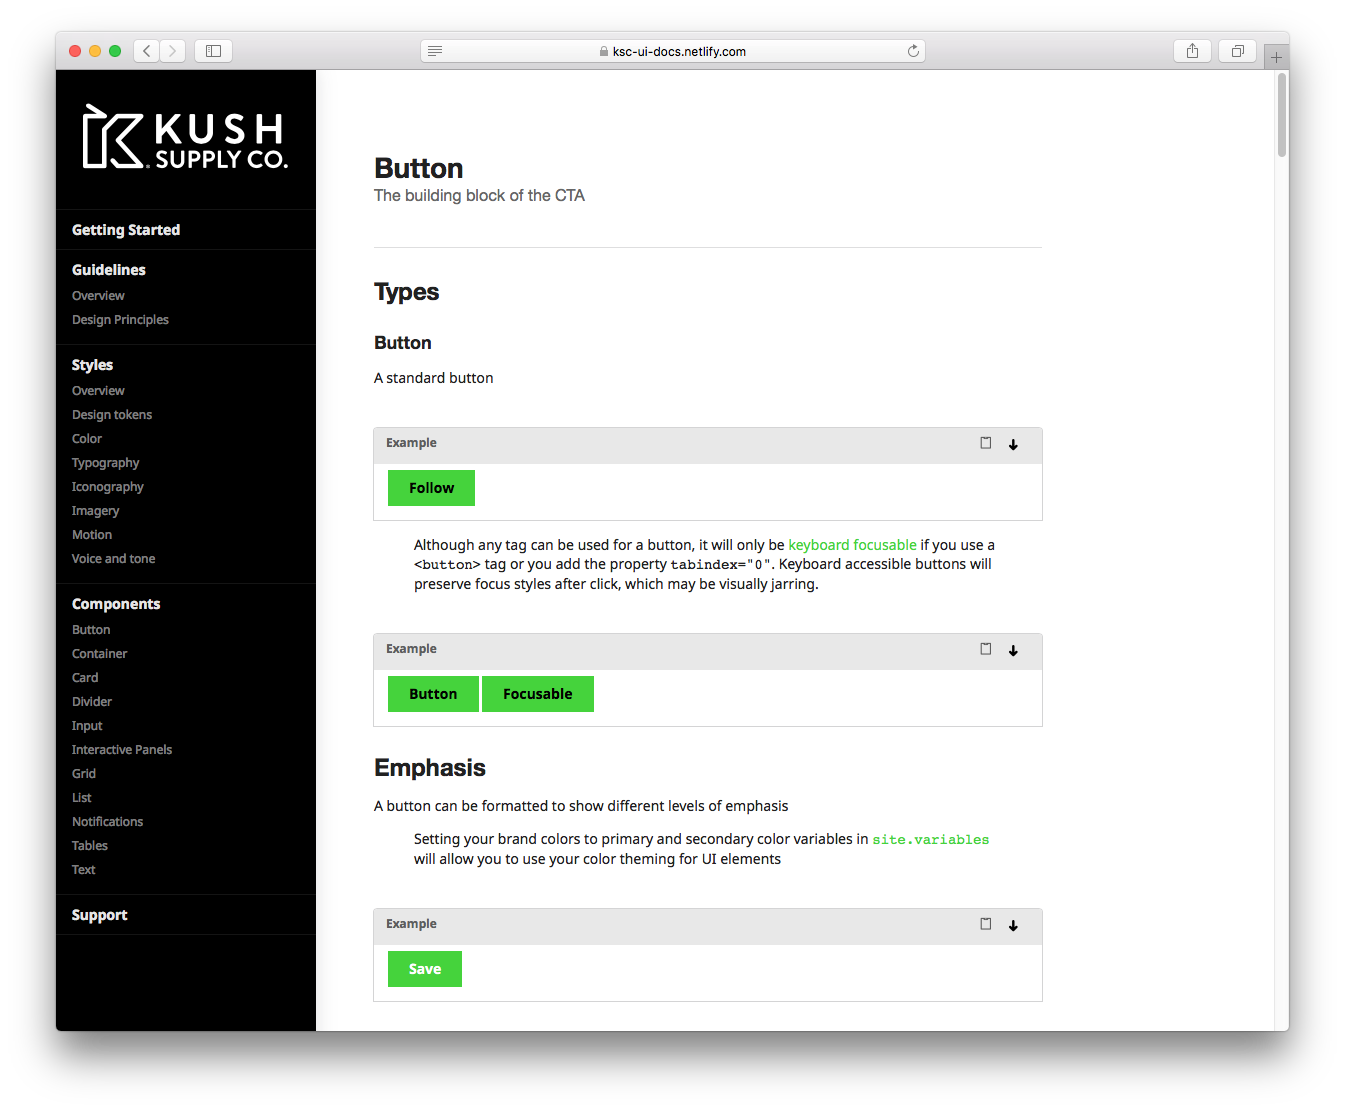 ksc-ui-docs.netlify.com
KUSH
SUPPLY CO.
Getting Started
Guidelines
Overview
Design Principles
Styles
Overview
Design tokens
Color
Typography
Iconography
Imagery
Motion
Voice and tone
Components
Button
Container
Card
Divider
Input
Interactive Panels
Grid
List
Notifications
Tables
Text
Support
Button
The building block of the CTA
Types
Button
A standard button
Example
Follow
Although any tag can be used for a button, it will only be keyboard focusable if you use a
<button> tag or you add the property tabindex="0". Keyboard accessible buttons will
preserve focus styles after click, which may be visually jarring.
Example
Button Focusable
Emphasis
A button can be formatted to show different levels of emphasis
Setting your brand colors to primary and secondary color variables in site.variables
will allow you to use your color theming for UI elements
Example
Save